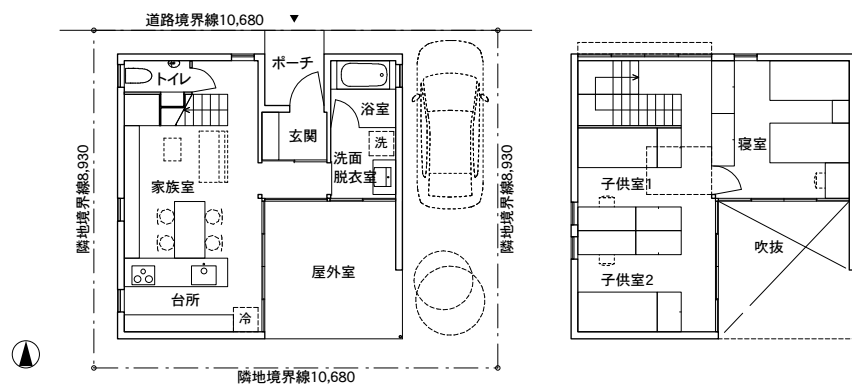 道路境界線10,680
ポーチ
トイレ
浴室
玄関
洗
洗面
脱衣室
家族室
隣地境界線8,930
隣地境界線8,930
屋外室
台所
冷
隣地境界線10,680
寝室
子供室1
吹抜
子供室2